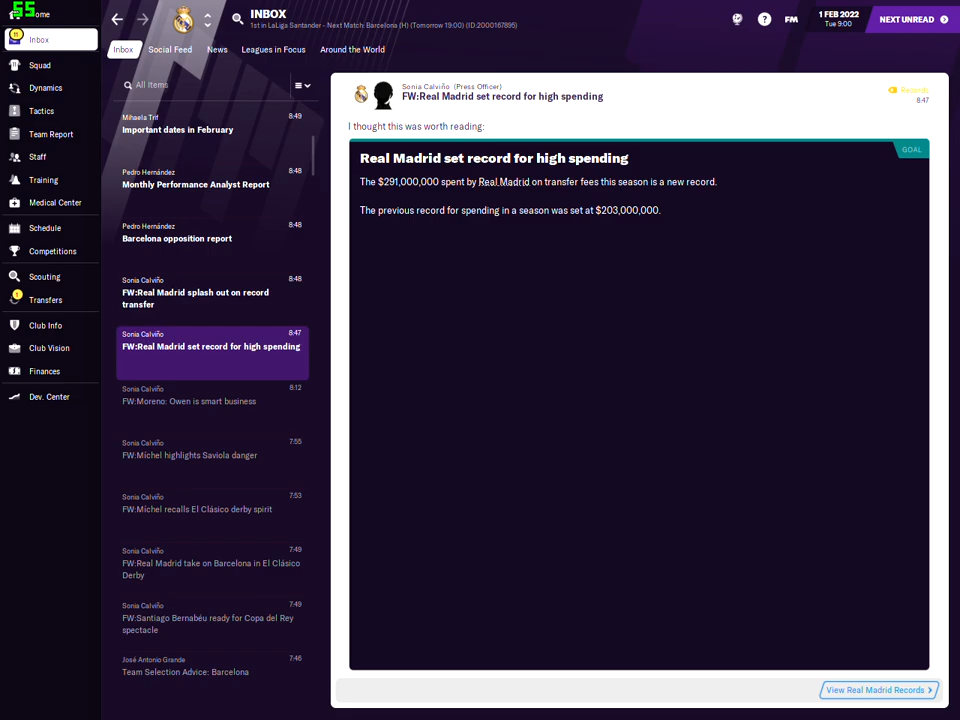 55
ome
INBOX
1st in LaLiga Santander - Next Match: Barcelona (H) (Tomorrow 19:00) (ID:2000167895)
FM
1 FEB 2022
Tue 9:00
NEXT UNREAD
11
Inbox
Inbox
Social Feed
News
Leagues in Focus
Around the World
Squad
Dynamics
Tactics
Team Report
Staff
Training
Medical Center
Schedule
Competitions
Scouting
1
Transfers
Club Info
Club Vision
Finances
Dev. Center
All Items
Mihaela Trif
8:49
Important dates in February
Pedro Hernández
8:48
Monthly Performance Analyst Report
Pedro Hernández
8:48
Barcelona opposition report
Sonia Calviño
8:48
FW:Real Madrid splash out on record
transfer
Sonia Calviño
8:47
FW:Real Madrid set record for high spending
Sonia Calviño
8:12
FW:Moreno: Owen is smart business
Sonia Calviño
7:55
FW:Míchel highlights Saviola danger
Sonia Calviño
7:53
FW:Míchel recalls El Clásico derby spirit
Sonia Calviño
7:49
FW:Real Madrid take on Barcelona in El Clásico
Derby
Sonia Calviño
7:49
FW:Santiago Bernabéu ready for Copa del Rey
spectacle
José Antonio Grande
7:46
Team Selection Advice: Barcelona
Sonia Calviño (Press Officer)
FW:Real Madrid set record for high spending
Records
8:47
I thought this was worth reading:
GOAL
Real Madrid set record for high spending
The $291,000,000 spent by Real Madrid on transfer fees this season is a new record.
The previous record for spending in a season was set at $203,000,000.
View Real Madrid Records